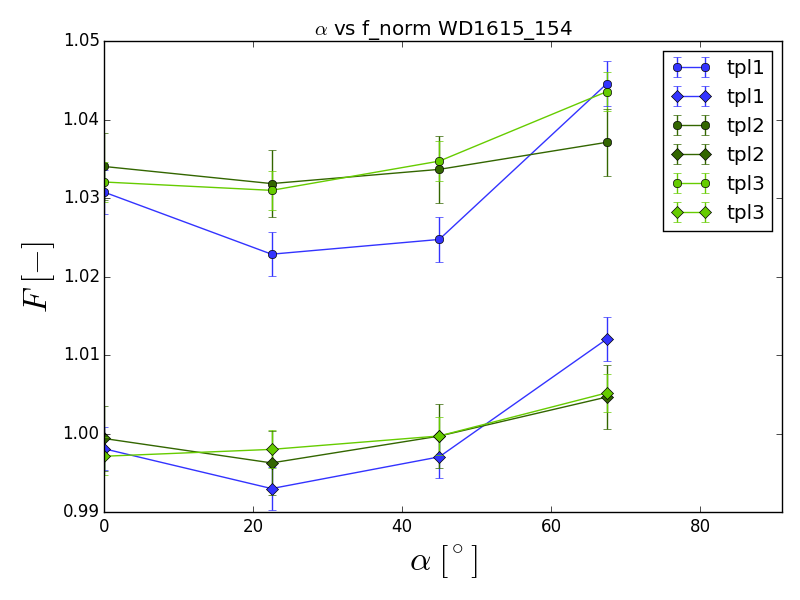 α vs f_norm WD1615_154
1.05
1.04
1.03
1.02
1.01
1.00
0.99
F [−]
0
20
40
60
80
α [°]
tpl1
tpl1
tpl2
tpl2
tpl3
tpl3